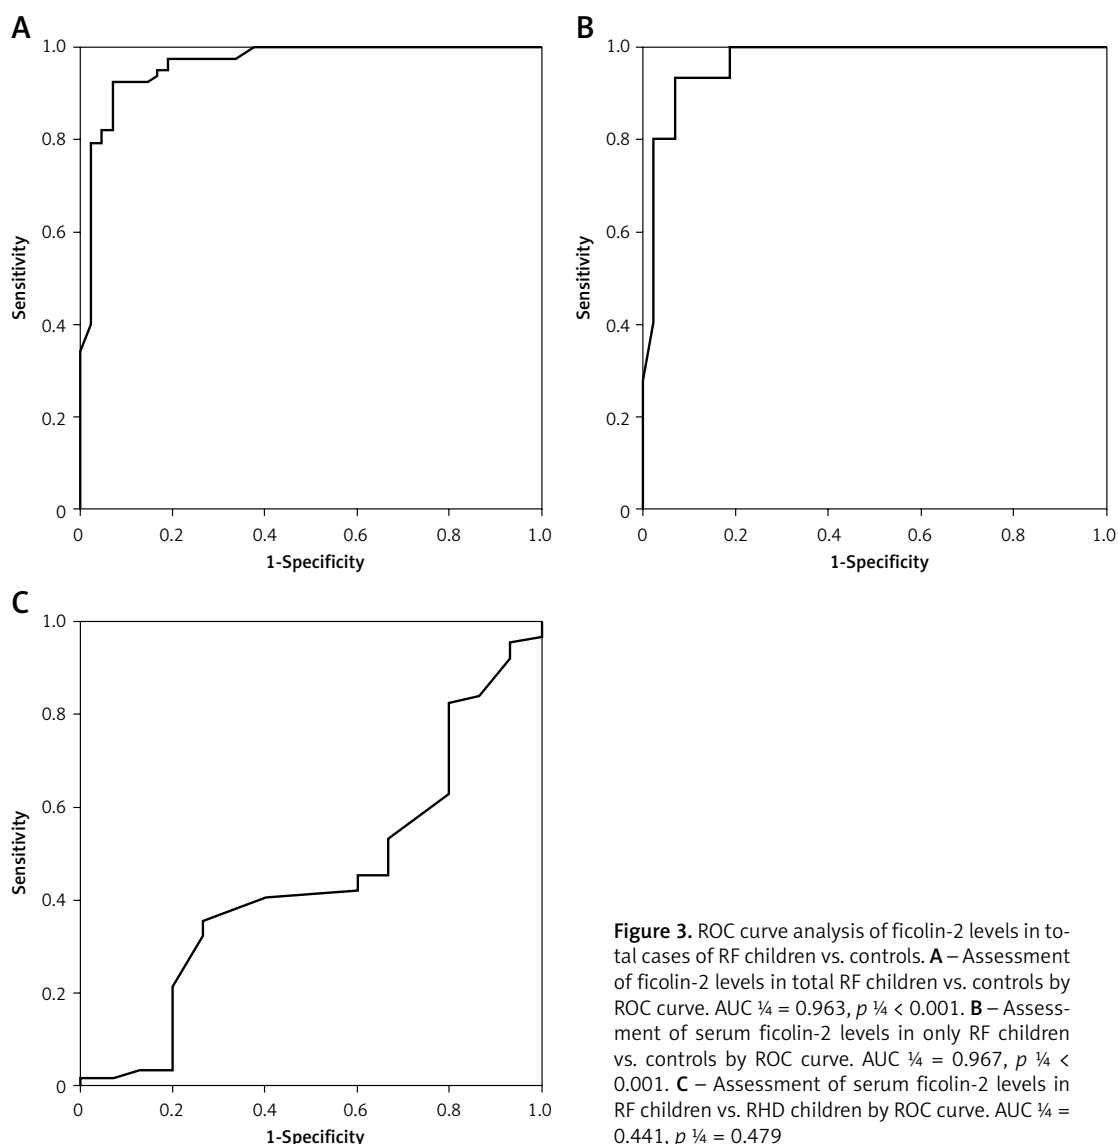 A
B
1.0
0.8
0.6
0.4
0.2
0
Sensitivity
0 0.2 0.4 0.6 0.8 1.0
1-Specificity
1.0
0.8
0.6
0.4
0.2
0
Sensitivity
0 0.2 0.4 0.6 0.8 1.0
1-Specificity
C
1.0
0.8
0.6
0.4
0.2
0
Sensitivity
0 0.2 0.4 0.6 0.8 1.0
1-Specificity
Figure 3. ROC curve analysis of ficolin-2 levels in to-
tal cases of RF children vs. controls. A – Assessment
of ficolin-2 levels in total RF children vs. controls by
ROC curve. AUC ¼ = 0.963, p ¼ < 0.001. B – Assess-
ment of serum ficolin-2 levels in only RF children
vs. controls by ROC curve. AUC ¼ = 0.967, p ¼ <
0.001. C – Assessment of serum ficolin-2 levels in
RF children vs. RHD children by ROC curve. AUC ¼ =
0.441, p ¼ = 0.479